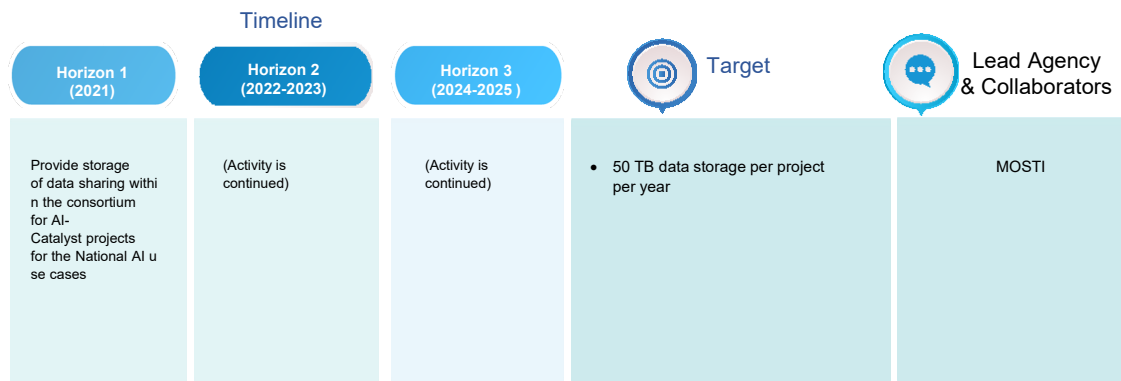 Timeline
Horizon 1
(2021)
Horizon 2
(2022-2023)
Horizon 3
(2024-2025 )
Target
Lead Agency
& Collaborators
Provide storage
of data sharing withi
n the consortium
for AI-
Catalyst projects
for the National AI u
se cases
(Activity is
continued)
(Activity is
continued)
• 50 TB data storage per project
per year
MOSTI